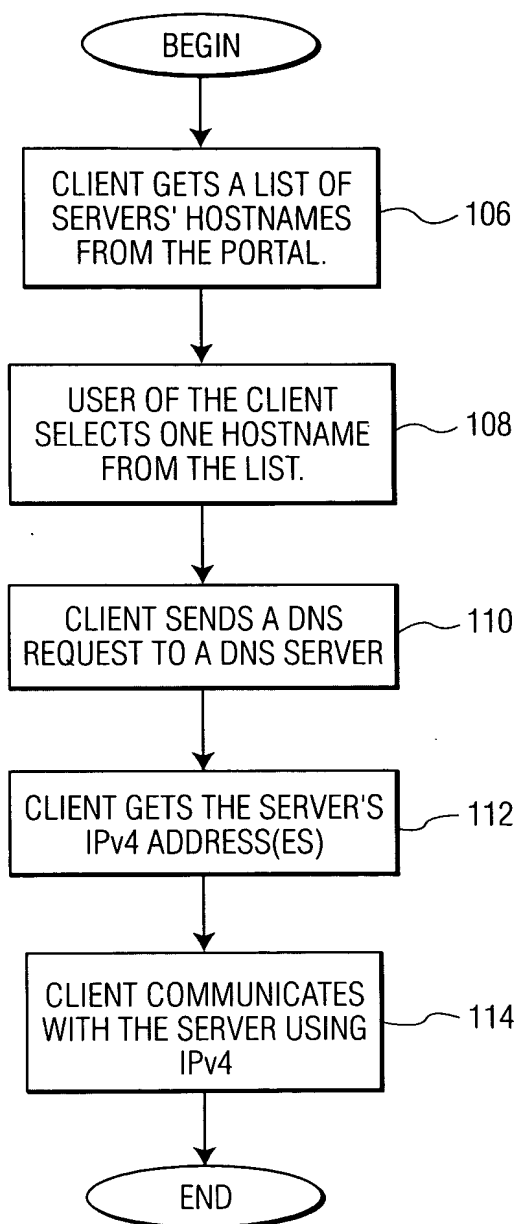 BEGIN
CLIENT GETS A LIST OF
SERVERS' HOSTNAMES
FROM THE PORTAL.
106
USER OF THE CLIENT
SELECTS ONE HOSTNAME
FROM THE LIST.
108
CLIENT SENDS A DNS
REQUEST TO A DNS SERVER
110
CLIENT GETS THE SERVER'S
IPv4 ADDRESS(ES)
112
CLIENT COMMUNICATES
WITH THE SERVER USING
IPv4
114
END